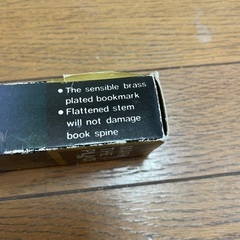 • The sensible brass
plated bookmark
• Flattened stem
will not damage
book spine